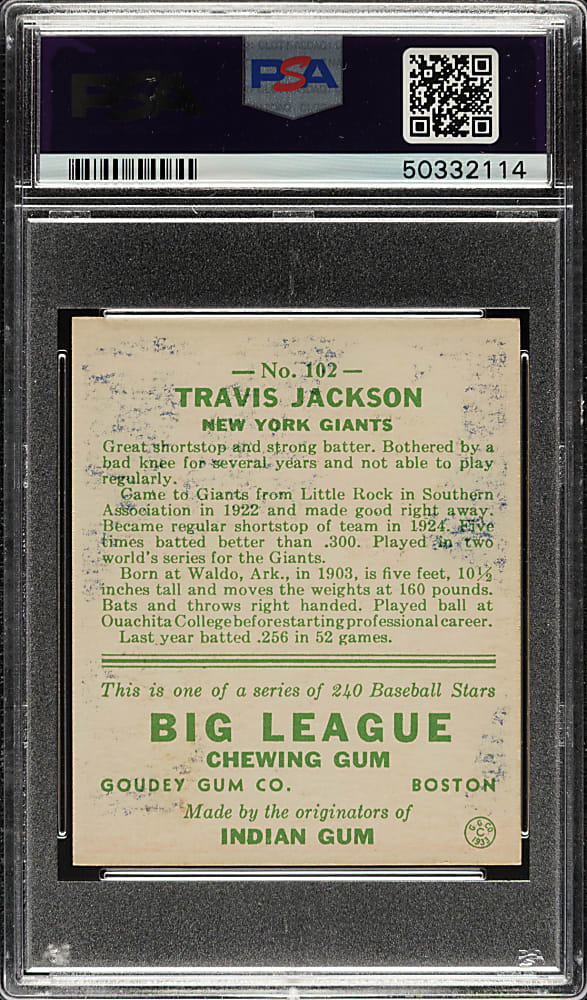 PSA
PSA
50332114
— No. 102 —
TRAVIS JACKSON
NEW YORK GIANTS
Great shortstop and strong batter. Bothered by a
bad knee for several years and not able to play
regularly.
Came to Giants from Little Rock in Southern
Association in 1922 and made good right away.
Became regular shortstop of team in 1924. Five
times batted better than .300. Played in two
world's series for the Giants.
Born at Waldo, Ark., in 1903, is five feet, 10½
inches tall and moves the weights at 160 pounds.
Bats and throws right handed. Played ball at
Ouachita College before starting professional career.
Last year batted .256 in 52 games.
This is one of a series of 240 Baseball Stars
BIG LEAGUE
CHEWING GUM
GOUDEY GUM CO. BOSTON
Made by the originators of
INDIAN GUM
G.G.CO.
C
1933